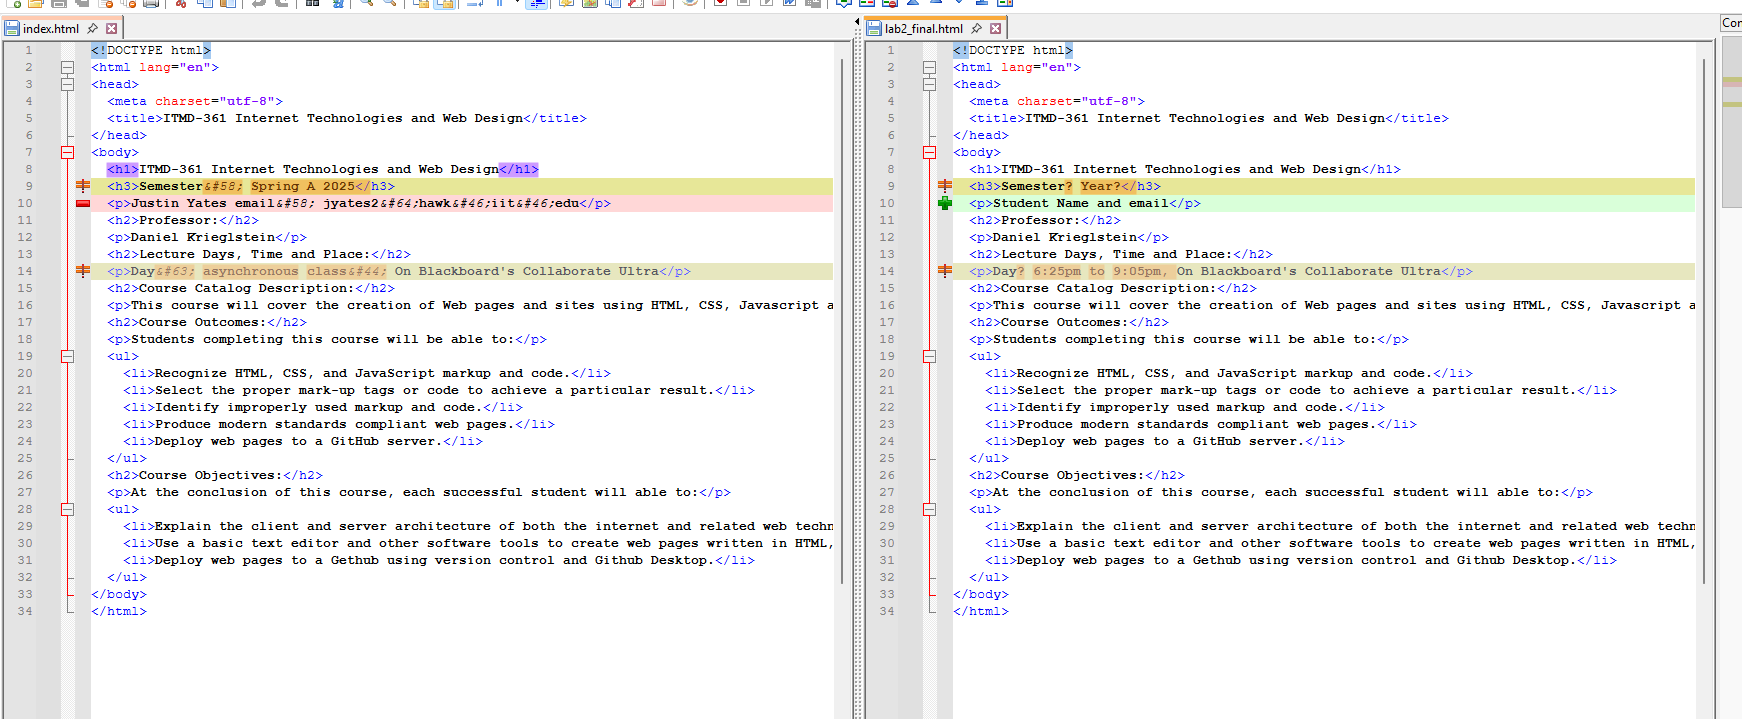 index.html
1 <!DOCTYPE html>
2 <html lang="en">
3 <head>
4 <meta charset="utf-8">
5 <title>ITMD-361 Internet Technologies and Web Design</title>
6 </head>
7 <body>
8 <h1>ITMD-361 Internet Technologies and Web Design</h1>
9 <h3>Semester&#58; Spring A 2025</h3>
10 <p>Justin Yates email&#58; jyates2&#64;hawk&#46;iit&#46;edu</p>
11 <h2>Professor:</h2>
12 <p>Daniel Krieglstein</p>
13 <h2>Lecture Days, Time and Place:</h2>
14 <p>Day&#63; asynchronous class&#44; On Blackboard's Collaborate Ultra</p>
15 <h2>Course Catalog Description:</h2>
16 <p>This course will cover the creation of Web pages and sites using HTML, CSS, Javascript a
17 <h2>Course Outcomes:</h2>
18 <p>Students completing this course will be able to:</p>
19 <ul>
20 <li>Recognize HTML, CSS, and JavaScript markup and code.</li>
21 <li>Select the proper mark-up tags or code to achieve a particular result.</li>
22 <li>Identify improperly used markup and code.</li>
23 <li>Produce modern standards compliant web pages.</li>
24 <li>Deploy web pages to a GitHub server.</li>
25 </ul>
26 <h2>Course Objectives:</h2>
27 <p>At the conclusion of this course, each successful student will able to:</p>
28 <ul>
29 <li>Explain the client and server architecture of both the internet and related web techn
30 <li>Use a basic text editor and other software tools to create web pages written in HTML,
31 <li>Deploy web pages to a Gethub using version control and Github Desktop.</li>
32 </ul>
33 </body>
34 </html>
lab2_final.html
1 <!DOCTYPE html>
2 <html lang="en">
3 <head>
4 <meta charset="utf-8">
5 <title>ITMD-361 Internet Technologies and Web Design</title>
6 </head>
7 <body>
8 <h1>ITMD-361 Internet Technologies and Web Design</h1>
9 <h3>Semester? Year?</h3>
10 <p>Student Name and email</p>
11 <h2>Professor:</h2>
12 <p>Daniel Krieglstein</p>
13 <h2>Lecture Days, Time and Place:</h2>
14 <p>Day? 6:25pm to 9:05pm, On Blackboard's Collaborate Ultra</p>
15 <h2>Course Catalog Description:</h2>
16 <p>This course will cover the creation of Web pages and sites using HTML, CSS, Javascript a
17 <h2>Course Outcomes:</h2>
18 <p>Students completing this course will be able to:</p>
19 <ul>
20 <li>Recognize HTML, CSS, and JavaScript markup and code.</li>
21 <li>Select the proper mark-up tags or code to achieve a particular result.</li>
22 <li>Identify improperly used markup and code.</li>
23 <li>Produce modern standards compliant web pages.</li>
24 <li>Deploy web pages to a GitHub server.</li>
25 </ul>
26 <h2>Course Objectives:</h2>
27 <p>At the conclusion of this course, each successful student will able to:</p>
28 <ul>
29 <li>Explain the client and server architecture of both the internet and related web techn
30 <li>Use a basic text editor and other software tools to create web pages written in HTML,
31 <li>Deploy web pages to a Gethub using version control and Github Desktop.</li>
32 </ul>
33 </body>
34 </html>
Con